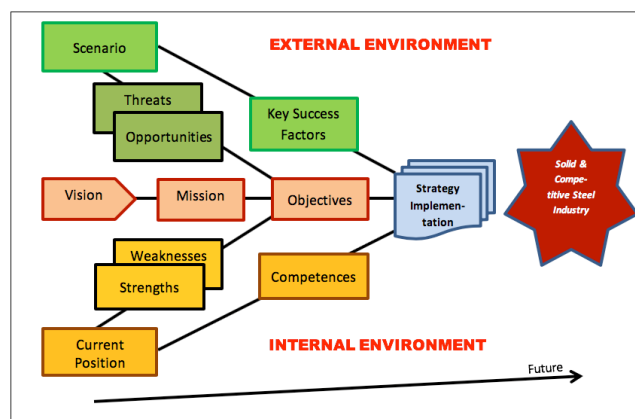 EXTERNAL ENVIRONMENT
Scenario
Threats
Opportunities
Key Success
Factors
Vision
Mission
Objectives
Strategy
Implemen-
tation
Solid &
Compe-
titive Steel
Industry
Weaknesses
Strengths
Competences
Current
Position
INTERNAL ENVIRONMENT
Future